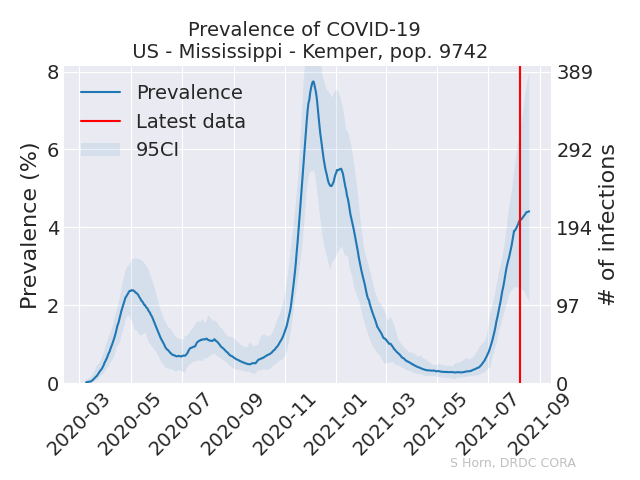 Prevalence of COVID-19
US - Mississippi - Kemper, pop. 9742
Prevalence (%)
8
6
4
2
0
Prevalence
Latest data
95CI
389
292
194
97
0
# of infections
2020-03
2020-05
2020-07
2020-09
2020-11
2021-01
2021-03
2021-05
2021-07
2021-09
S Horn, DRDC CORA